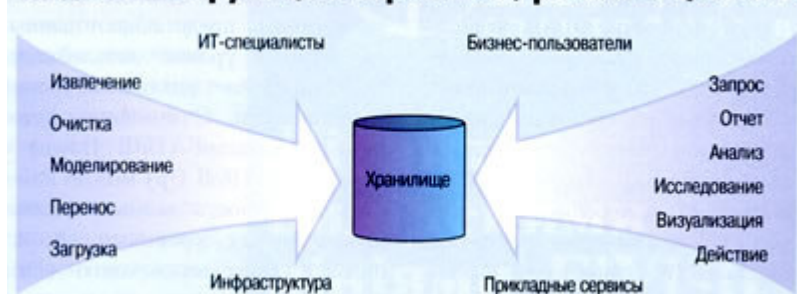 ИТ-специалисты
Бизнес-пользователи
Извлечение
Очистка
Моделирование
Перенос
Загрузка
Хранилище
Запрос
Отчет
Анализ
Исследование
Визуализация
Действие
Инфраструктура
Прикладные сервисы